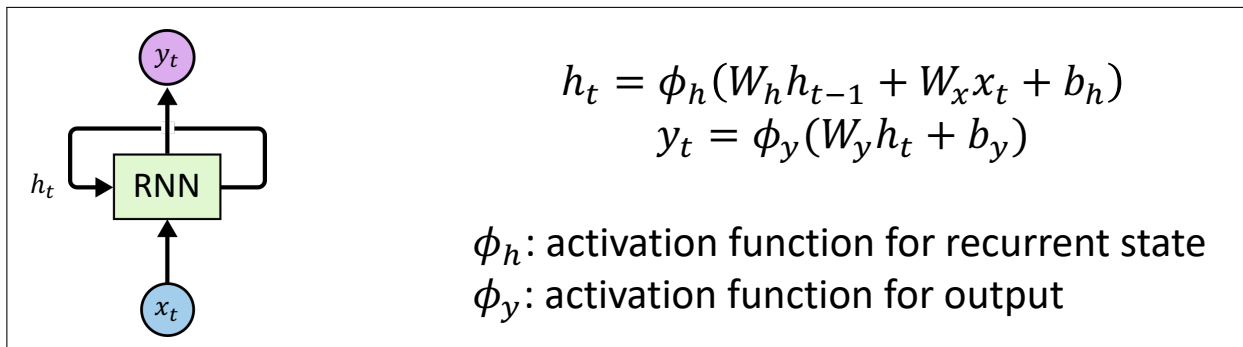 y_t
h_t
RNN
x_t
h_t = ϕ_h(W_h h_{t−1} + W_x x_t + b_h)
y_t = ϕ_y(W_y h_t + b_y)
ϕ_h: activation function for recurrent state
ϕ_y: activation function for output